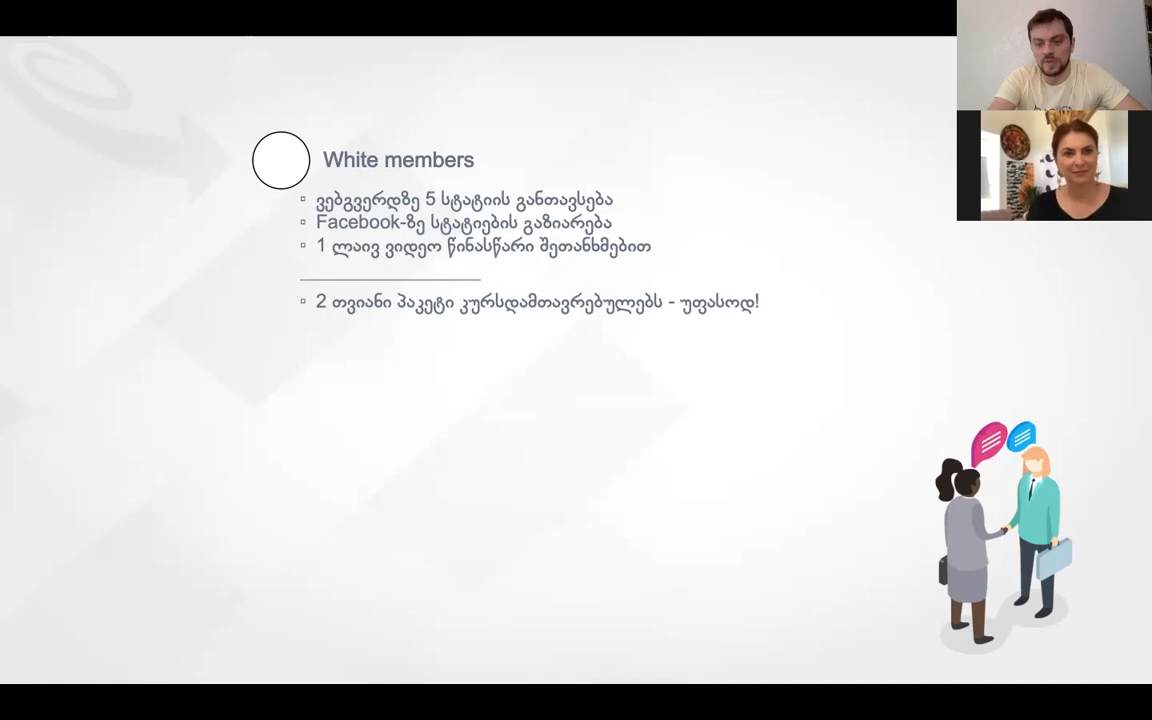 White members
▫ ვებგვერდზე 5 სტატიის განთავსება
▫ Facebook-ზე სტატიების გაზიარება
▫ 1 ლაივ ვიდეო წინასწარი შეთანხმებით
▫ 2 თვიანი პაკეტი კურსდამთავრებულებს - უფასოდ!